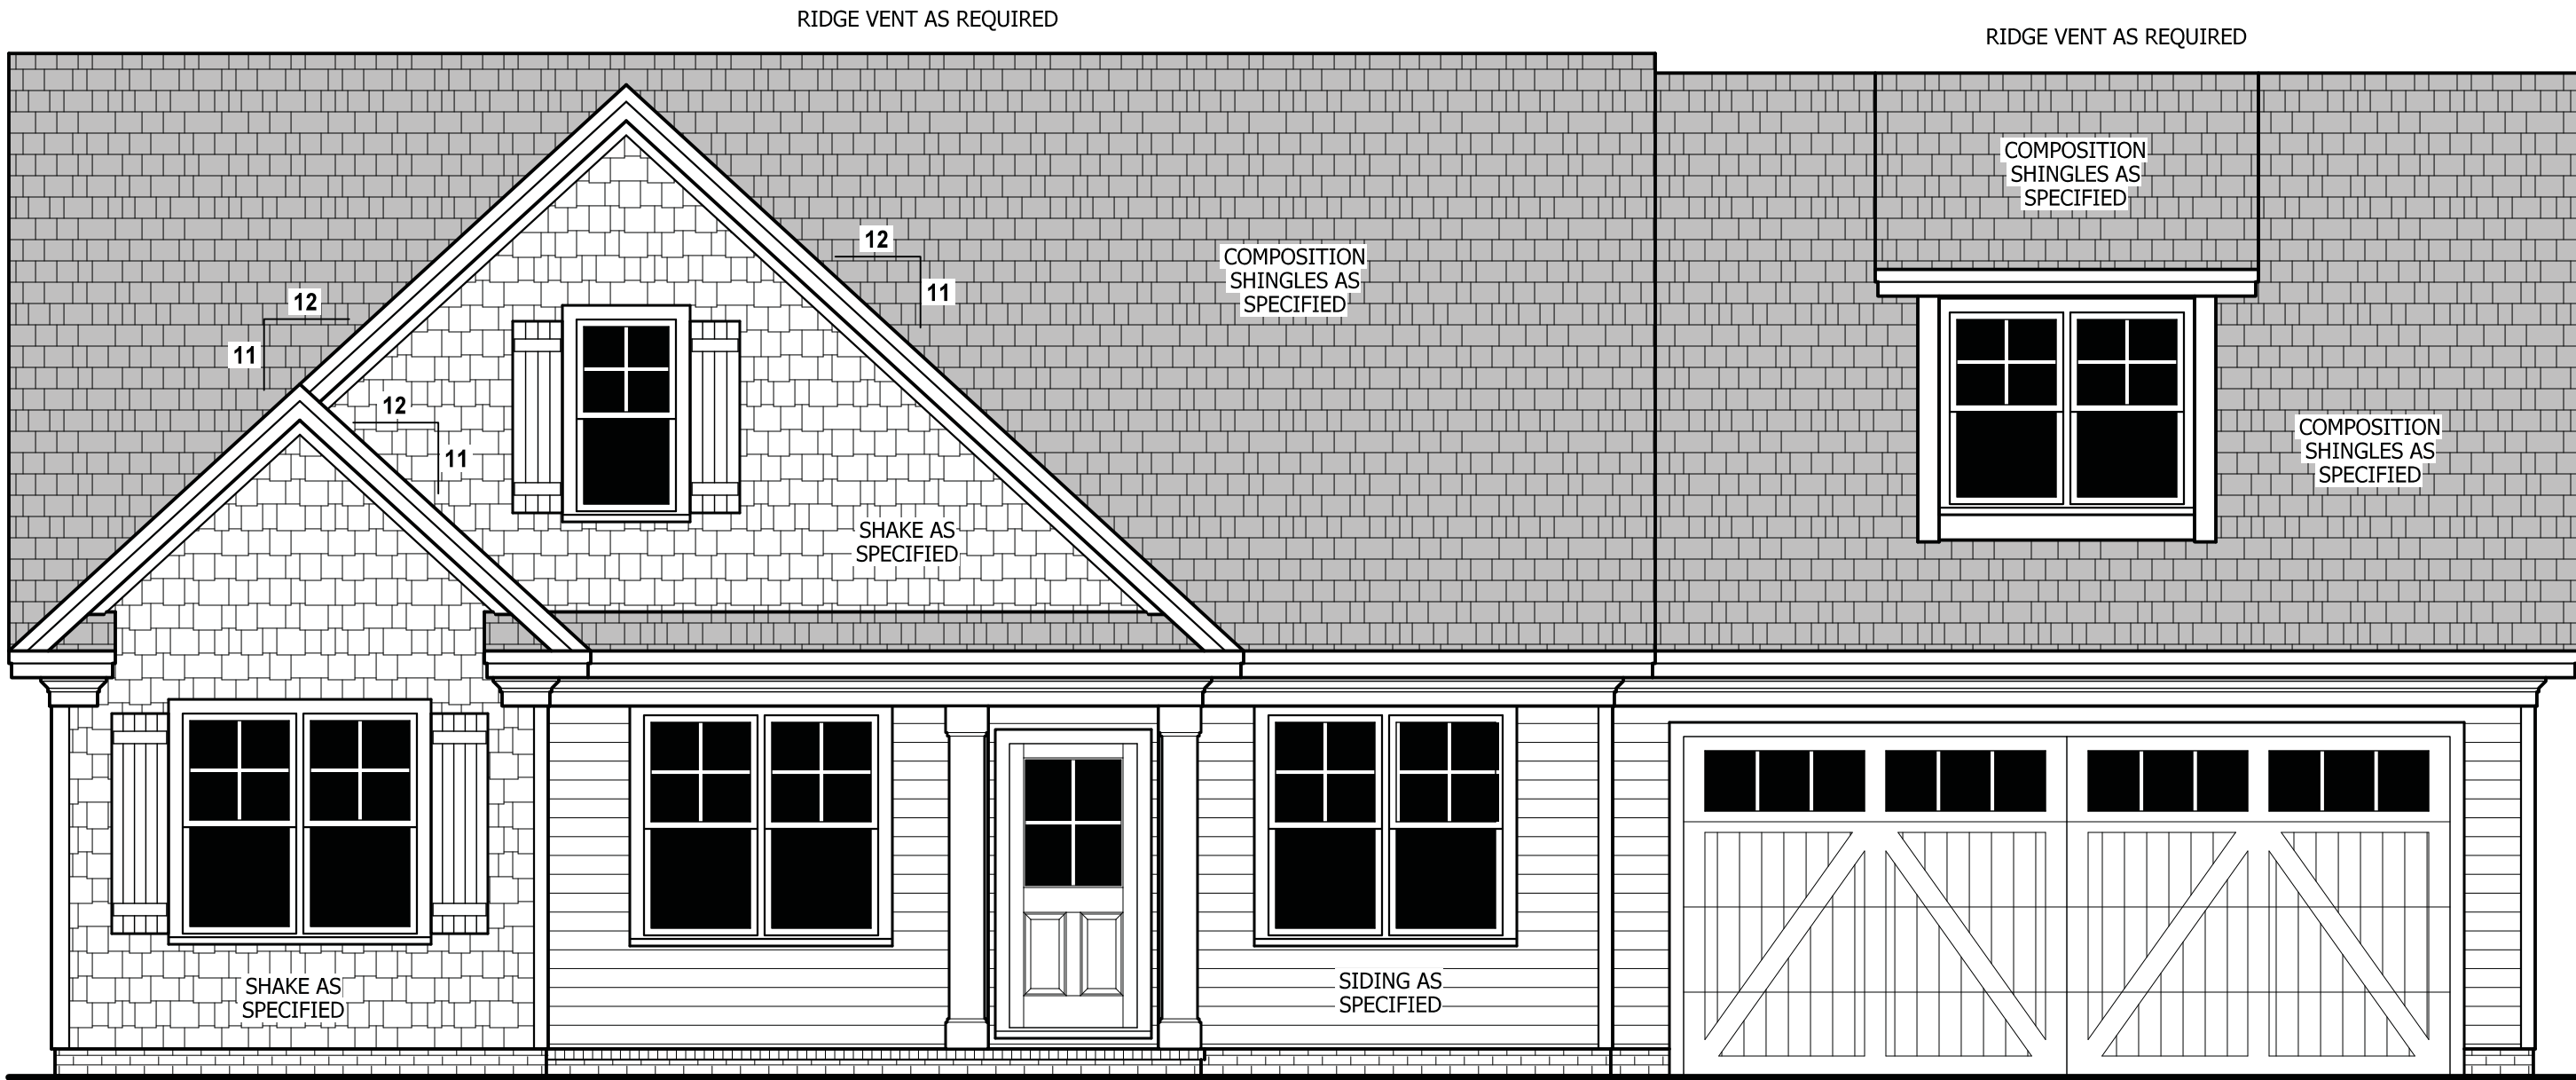 RIDGE VENT AS REQUIRED
RIDGE VENT AS REQUIRED
COMPOSITION
SHINGLES AS
SPECIFIED
12
11
COMPOSITION
SHINGLES AS
SPECIFIED
12
11
12
11
COMPOSITION
SHINGLES AS
SPECIFIED
SHAKE AS
SPECIFIED
SHAKE AS
SPECIFIED
SIDING AS
SPECIFIED